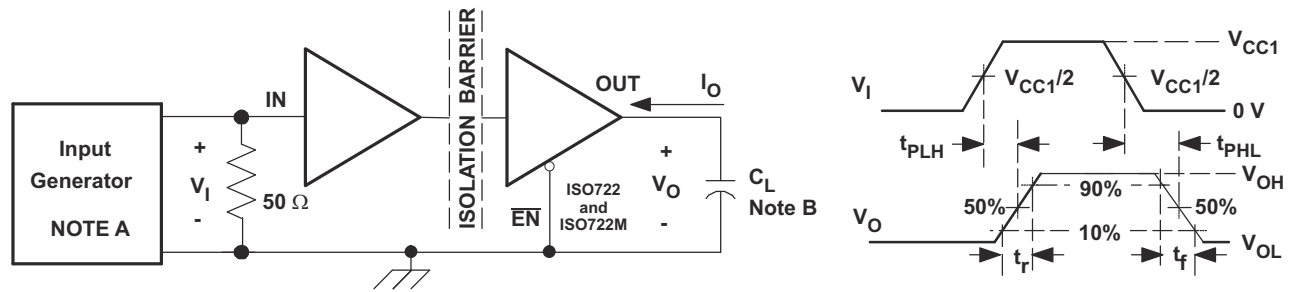 Input
Generator
NOTE A
IN
+
V_I
-
50 Ω
ISOLATION BARRIER
OUT
I_O
EN
ISO722
and
ISO722M
+
V_O
-
C_L
Note B
V_CC1
V_I
V_CC1/2
V_CC1/2
0 V
t_PLH
t_PHL
V_OH
90%
50%
50%
V_O
10%
V_OL
t_r
t_f